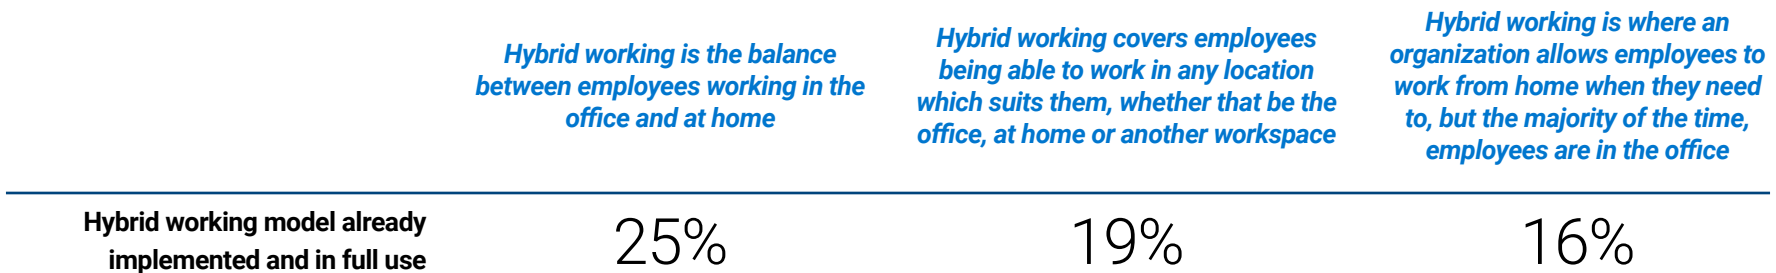 Hybrid working is the balance
between employees working in the
office and at home
Hybrid working covers employees
being able to work in any location
which suits them, whether that be the
office, at home or another workspace
Hybrid working is where an
organization allows employees to
work from home when they need
to, but the majority of the time,
employees are in the office
Hybrid working model already
implemented and in full use
25%
19%
16%